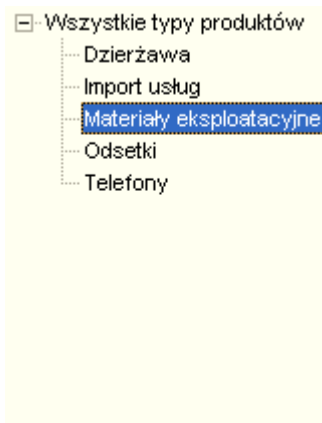 Wszystkie typy produktów
Dzierżawa
Import usług
Materiały eksploatacyjne
Odsetki
Telefony